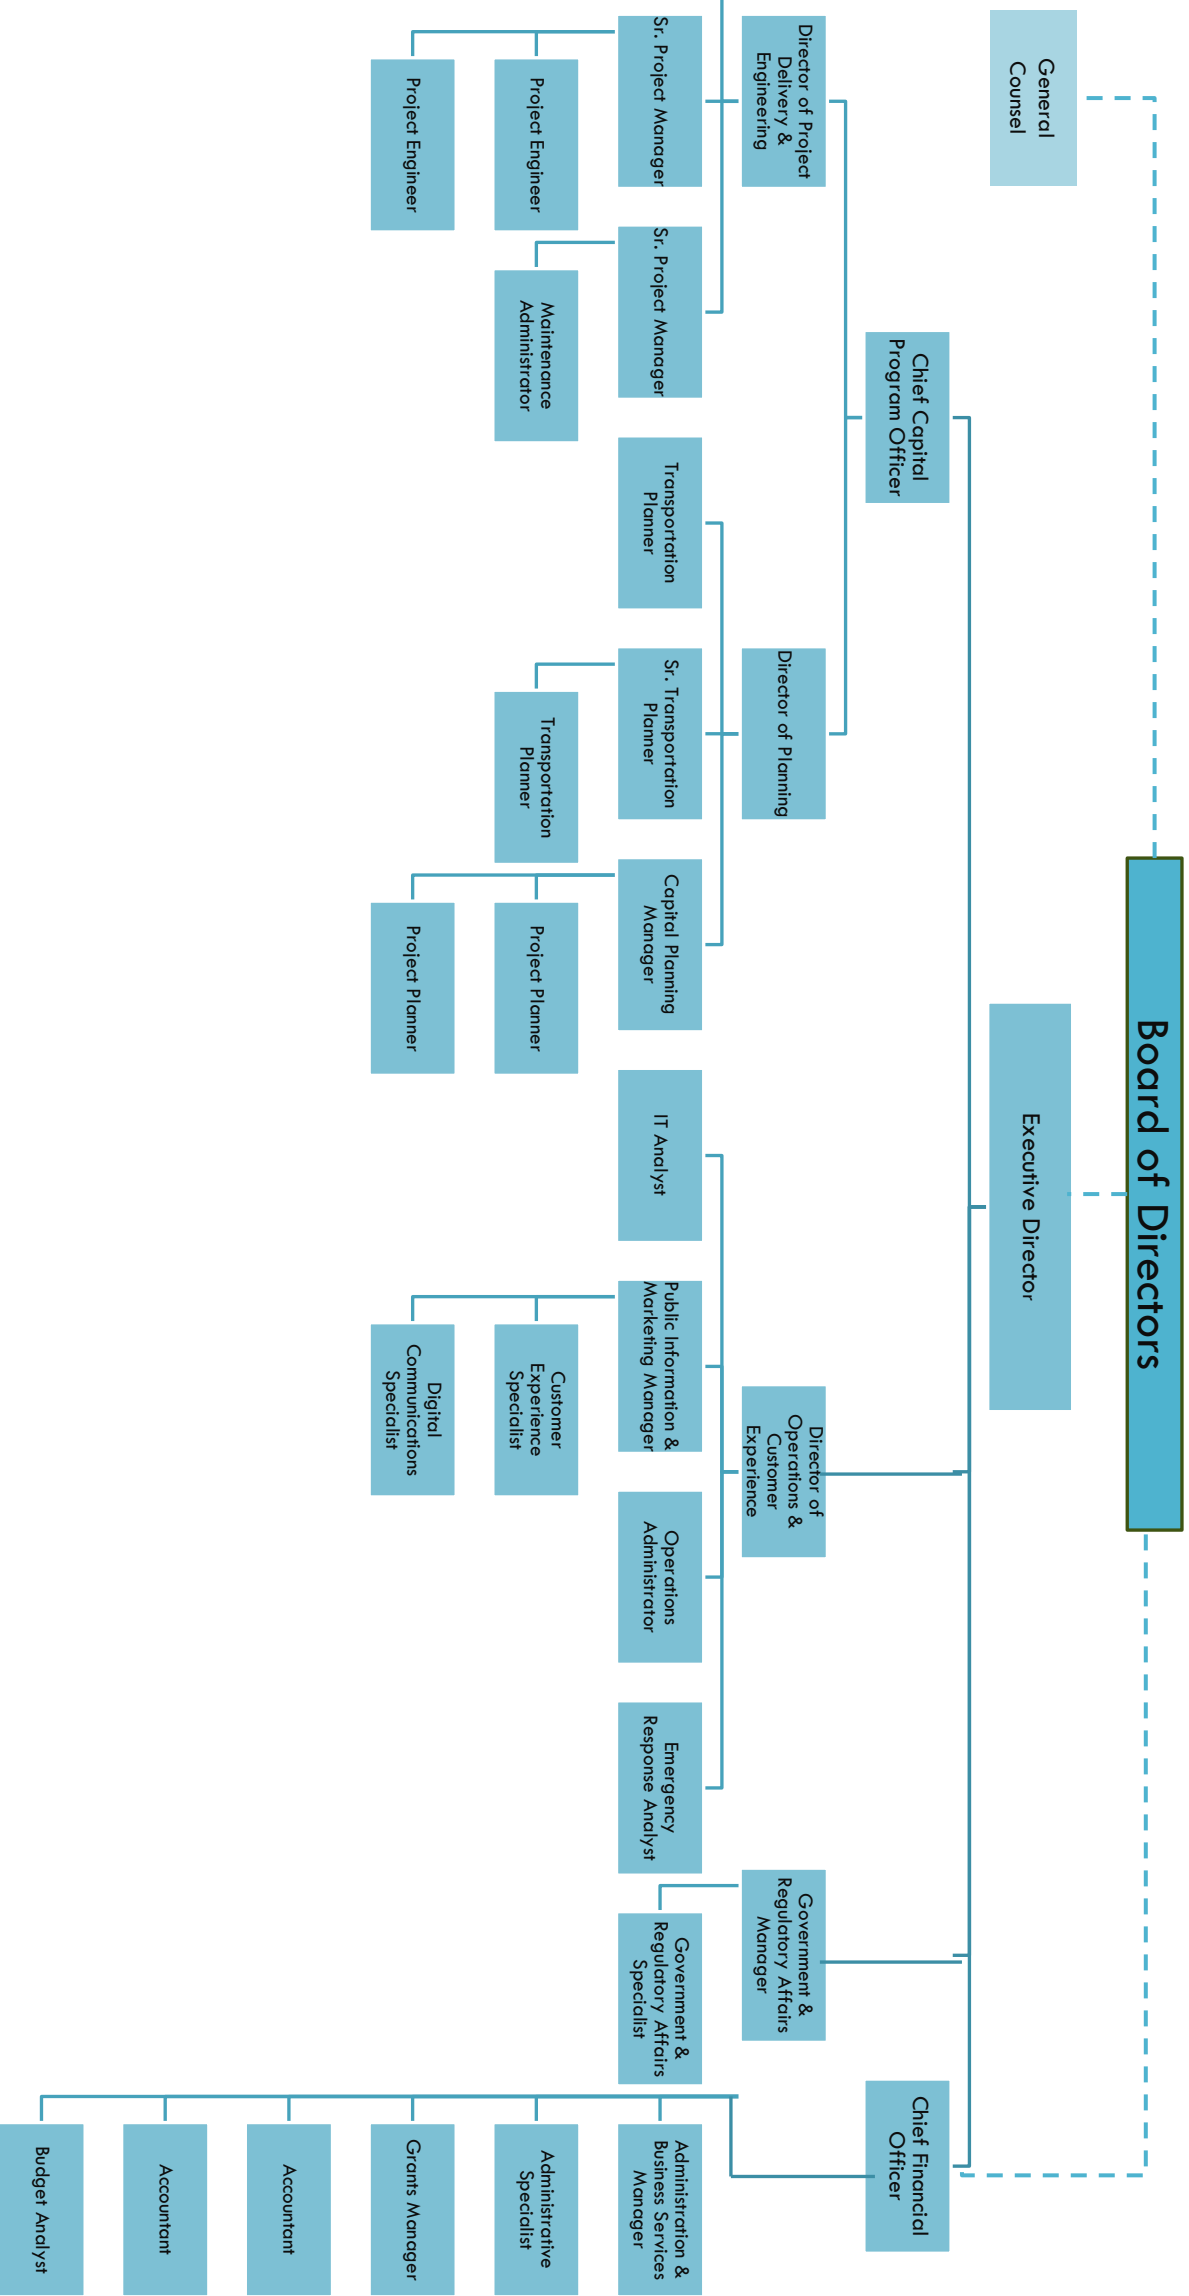 Board of Directors
General
Counsel
Executive Director
Chief Capital
Program Officer
Chief Financial
Officer
Director of Project
Delivery &
Engineering
Director of Planning
Director of
Operations &
Customer
Experience
Government &
Regulatory Affairs
Manager
Sr. Project Manager
Sr. Project Manager
Transportation
Planner
Sr. Transportation
Planner
Capital Planning
Manager
IT Analyst
Public Information &
Marketing Manager
Operations
Administrator
Emergency
Response Analyst
Government &
Regulatory Affairs
Specialist
Administration &
Business Services
Manager
Project Engineer
Maintenance
Administrator
Transportation
Planner
Project Planner
Customer
Experience
Specialist
Administrative
Specialist
Project Engineer
Project Planner
Digital
Communications
Specialist
Grants Manager
Accountant
Accountant
Budget Analyst